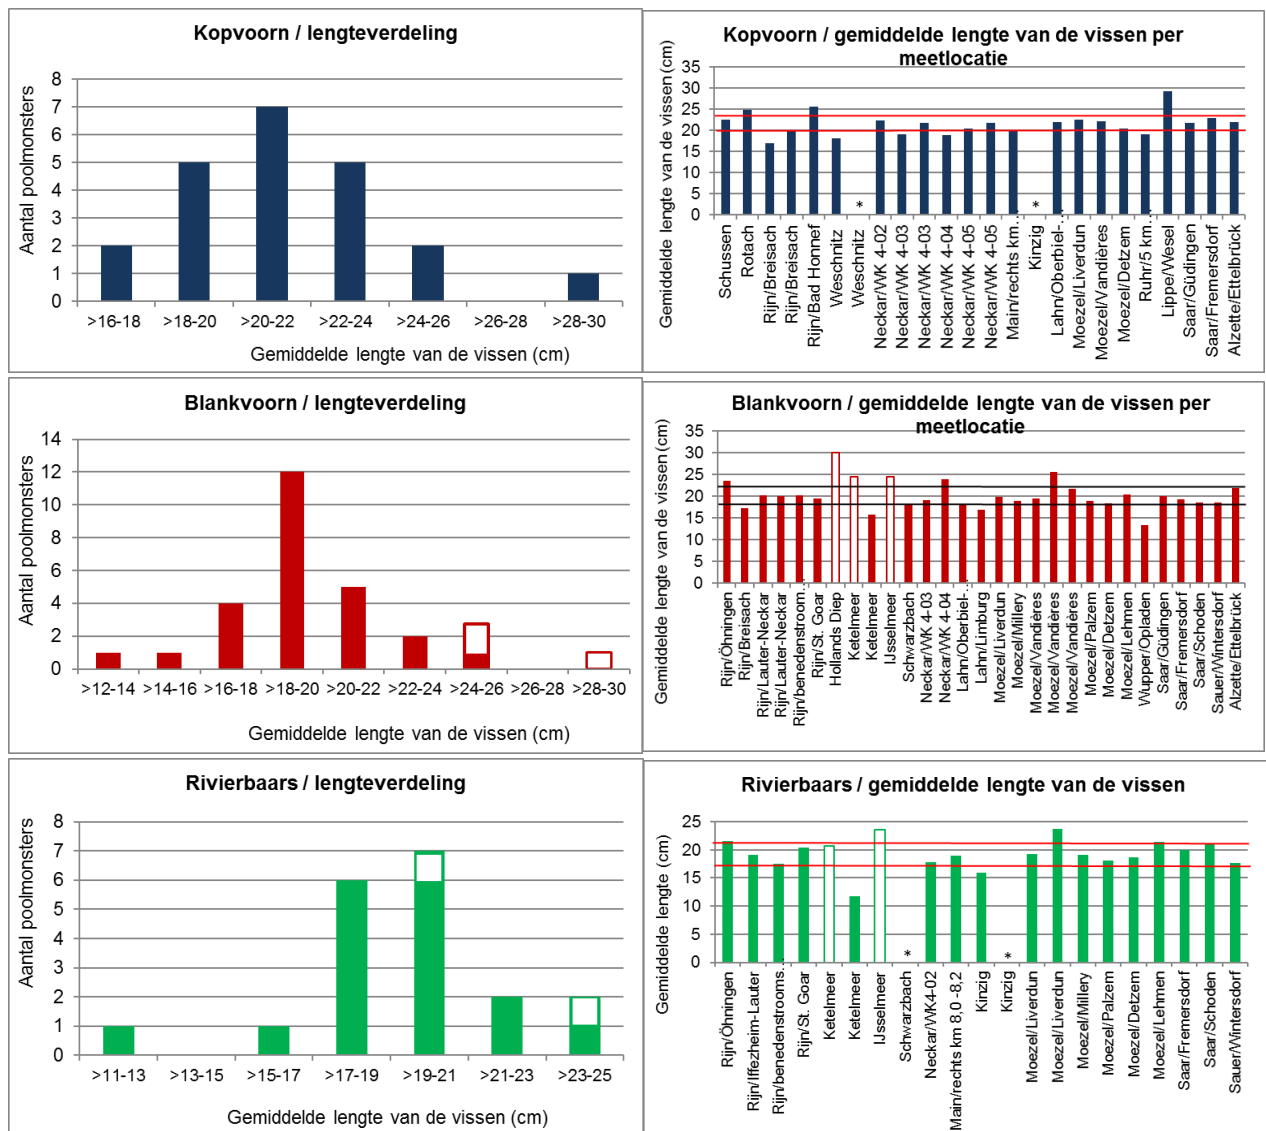 Kopvoorn / lengteverdeling
Aantal poolmonsters
8
7
6
5
4
3
2
1
0
>16-18 >18-20 >20-22 >22-24 >24-26 >26-28 >28-30
Gemiddelde lengte van de vissen (cm)
Kopvoorn / gemiddelde lengte van de vissen per
meetlocatie
Gemiddelde lengte van de vissen (cm)
35
30
25
20
15
10
5
0
* *
Schussen
Rotach
Rijn/Breisach
Rijn/Breisach
Rijn/Bad Honnef
Weschnitz
Weschnitz
Neckar/WK 4-02
Neckar/WK 4-03
Neckar/WK 4-03
Neckar/WK 4-04
Neckar/WK 4-05
Neckar/WK 4-05
Main/rechts km…
Kinzig
Lahn/Oberbiel-…
Moezel/Liverdun
Moezel/Vandières
Moezel/Detzem
Ruhr/5 km…
Lippe/Wesel
Saar/Güdingen
Saar/Fremersdorf
Alzette/Ettelbrück
Blankvoorn / lengteverdeling
Aantal poolmonsters
14
12
10
8
6
4
2
0
>12-14 >14-16 >16-18 >18-20 >20-22 >22-24 >24-26 >26-28 >28-30
Gemiddelde lengte van de vissen (cm)
Blankvoorn / gemiddelde lengte van de vissen per
meetlocatie
Gemiddelde lengte van de vissen (cm)
35
30
25
20
15
10
5
0
Rijn/Öhningen
Rijn/Breisach
Rijn/Lauter-Neckar
Rijn/Lauter-Neckar
Rijn/benedenstroom…
Rijn/St. Goar
Hollands Diep
Ketelmeer
Ketelmeer
IJsselmeer
Schwarzbach
Neckar/WK 4-03
Neckar/WK 4-04
Lahn/Oberbiel-…
Lahn/Limburg
Moezel/Liverdun
Moezel/Millery
Moezel/Vandières
Moezel/Vandières
Moezel/Vandières
Moezel/Palzem
Moezel/Detzem
Moezel/Lehmen
Wupper/Opladen
Saar/Güdingen
Saar/Fremersdorf
Saar/Schoden
Sauer/Wintersdorf
Alzette/Ettelbrück
Rivierbaars / lengteverdeling
Aantal poolmonsters
8
7
6
5
4
3
2
1
0
>11-13 >13-15 >15-17 >17-19 >19-21 >21-23 >23-25
Gemiddelde lengte van de vissen (cm)
Rivierbaars / gemiddelde lengte van de vissen
Gemiddelde lengte (cm)
25
20
15
10
5
0
* *
Rijn/Öhningen
Rijn/Iffezheim-Lauter
Rijn/benedenstrooms…
Rijn/St. Goar
Ketelmeer
Ketelmeer
IJsselmeer
Schwarzbach
Neckar/WK4-02
Main/rechts km 8,0 -8,2
Kinzig
Kinzig
Moezel/Liverdun
Moezel/Liverdun
Moezel/Millery
Moezel/Palzem
Moezel/Detzem
Moezel/Lehmen
Saar/Fremersdorf
Saar/Schoden
Sauer/Wintersdorf